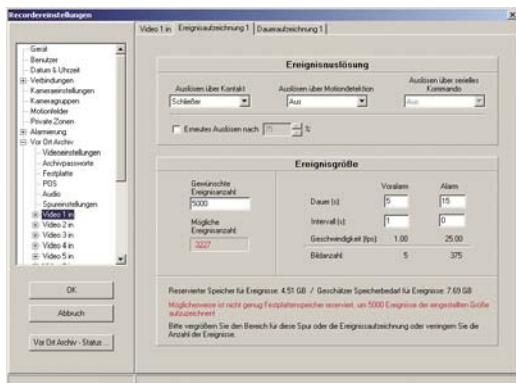 Recordereinstellungen
Gerät
Benutzer
Datum & Uhrzeit
Verbindungen
Kameraeinstellungen
Kameragruppen
Motionfelder
Private Zonen
Alarmierung
Vor Ort Archiv
Videoeinstellungen
Archivpassworte
Festplatte
POS
Audio
Spureinstellungen
Video 1 in
Video 2 in
Video 3 in
Video 4 in
Video 5 in
OK
Abbruch
Vor Ort Archiv - Status ...
Video 1 in Ereignisaufzeichnung 1 Daueraufzeichnung 1
Ereignisauslösung
Auslösen über Kontakt Auslösen über Motiondetektion Auslösen über serielles Kommando
Schließer Aus Aus
Erneutes Auslösen nach 75 %
Ereignisgröße
Gewünschte Ereignisanzahl
5000
Mögliche Ereignisanzahl
3227
Voralarm Alarm
Dauer (s): 5 15
Intervall (s): 1 0
Geschwindigkeit (fps): 1.00 25.00
Bildanzahl: 5 375
Reservierter Speicher für Ereignisse: 4.51 GB / Geschätzer Speicherbedarf für Ereignisse: 7.69 GB
Möglicherweise ist nicht genug Festplattenspeicher reserviert, um 5000 Ereignisse der eingestellten Größe
aufzuzeichnen!
Bitte vergrößern Sie den Bereich für diese Spur oder die Ereignisaufzeichnung oder verringern Sie die
Anzahl der Ereignisse.